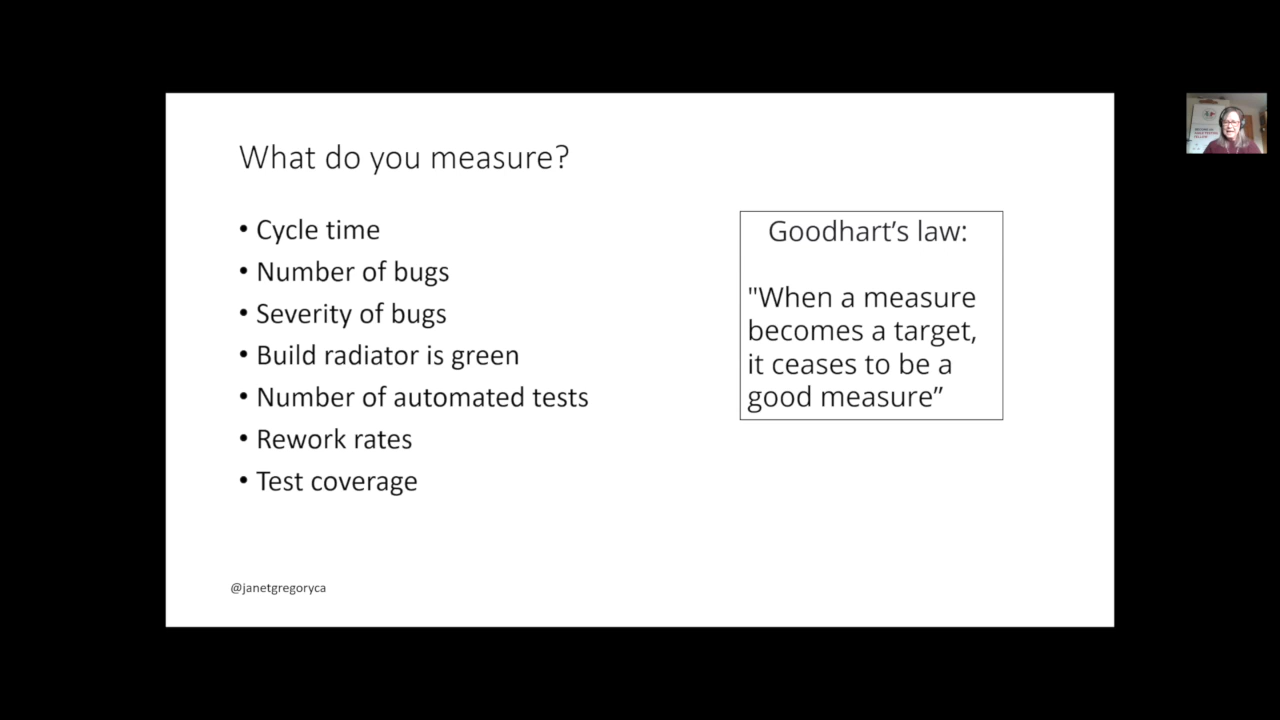 What do you measure?
• Cycle time
• Number of bugs
• Severity of bugs
• Build radiator is green
• Number of automated tests
• Rework rates
• Test coverage
Goodhart's law:
"When a measure
becomes a target,
it ceases to be a
good measure”
@janetgregoryca